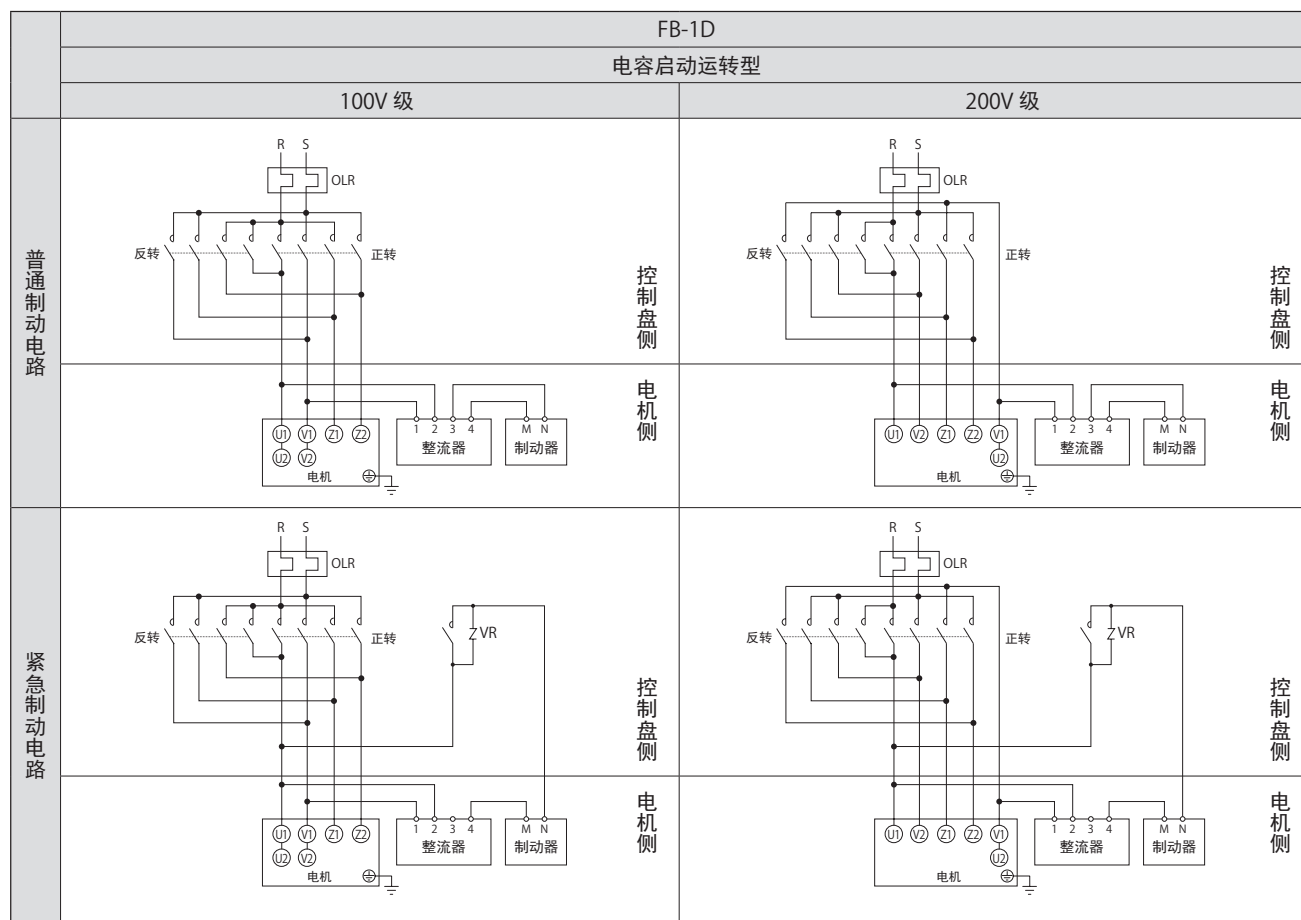 FB-1D
电容启动运转型
100V 级
200V 级
普通制动电路
R S
OLR
反转
正转
控制盘侧
电机侧
U1 V1 Z1 Z2
U2 V2
电机
1 2 3 4
整流器
M N
制动器
R S
OLR
反转
正转
控制盘侧
电机侧
U1 V2 Z1 Z2 V1
U2
电机
1 2 3 4
整流器
M N
制动器
紧急制动电路
R S
OLR
反转
正转
VR
控制盘侧
电机侧
U1 V1 Z1 Z2
U2 V2
电机
1 2 3 4
整流器
M N
制动器
R S
OLR
反转
正转
VR
控制盘侧
电机侧
U1 V2 Z1 Z2 V1
U2
电机
1 2 3 4
整流器
M N
制动器